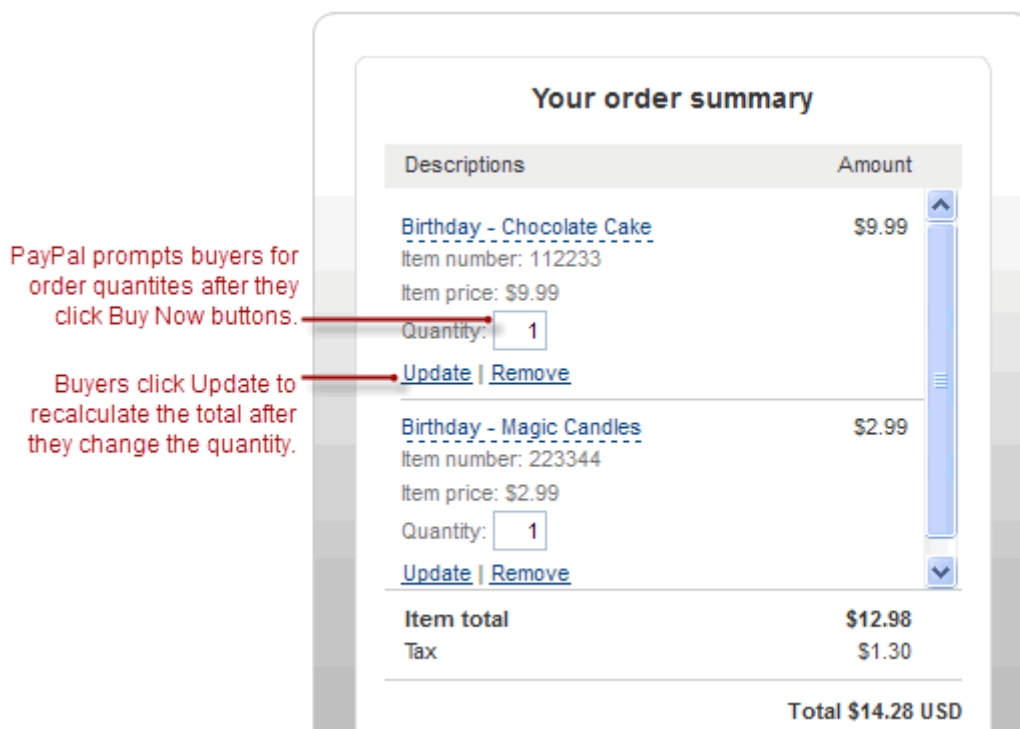 Your order summary
Descriptions Amount
Birthday - Chocolate Cake $9.99
Item number: 112233
Item price: $9.99
Quantity: 1
Update | Remove
Birthday - Magic Candles $2.99
Item number: 223344
Item price: $2.99
Quantity: 1
Update | Remove
Item total $12.98
Tax $1.30
Total $14.28 USD
PayPal prompts buyers for
order quantites after they
click Buy Now buttons.
Buyers click Update to
recalculate the total after
they change the quantity.